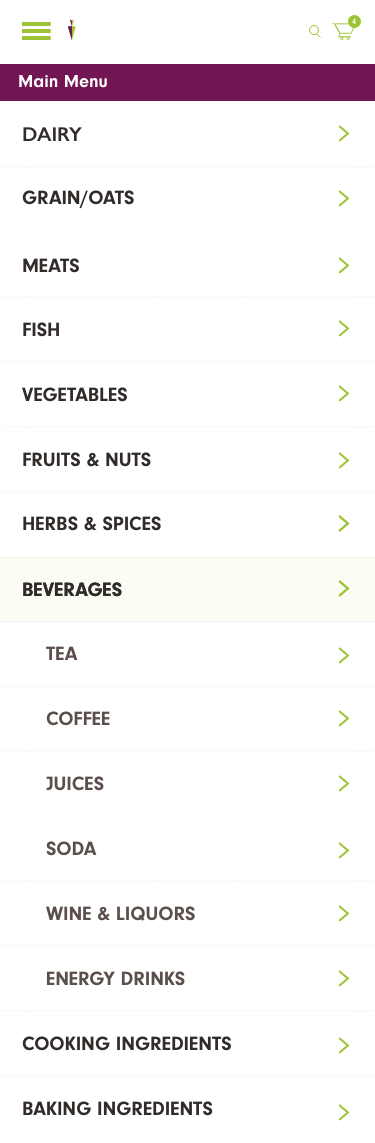 4
Main Menu
DAIRY
GRAIN/OATS
MEATS
FISH
VEGETABLES
FRUITS & NUTS
HERBS & SPICES
BEVERAGES
TEA
COFFEE
JUICES
SODA
WINE & LIQUORS
ENERGY DRINKS
COOKING INGREDIENTS
BAKING INGREDIENTS